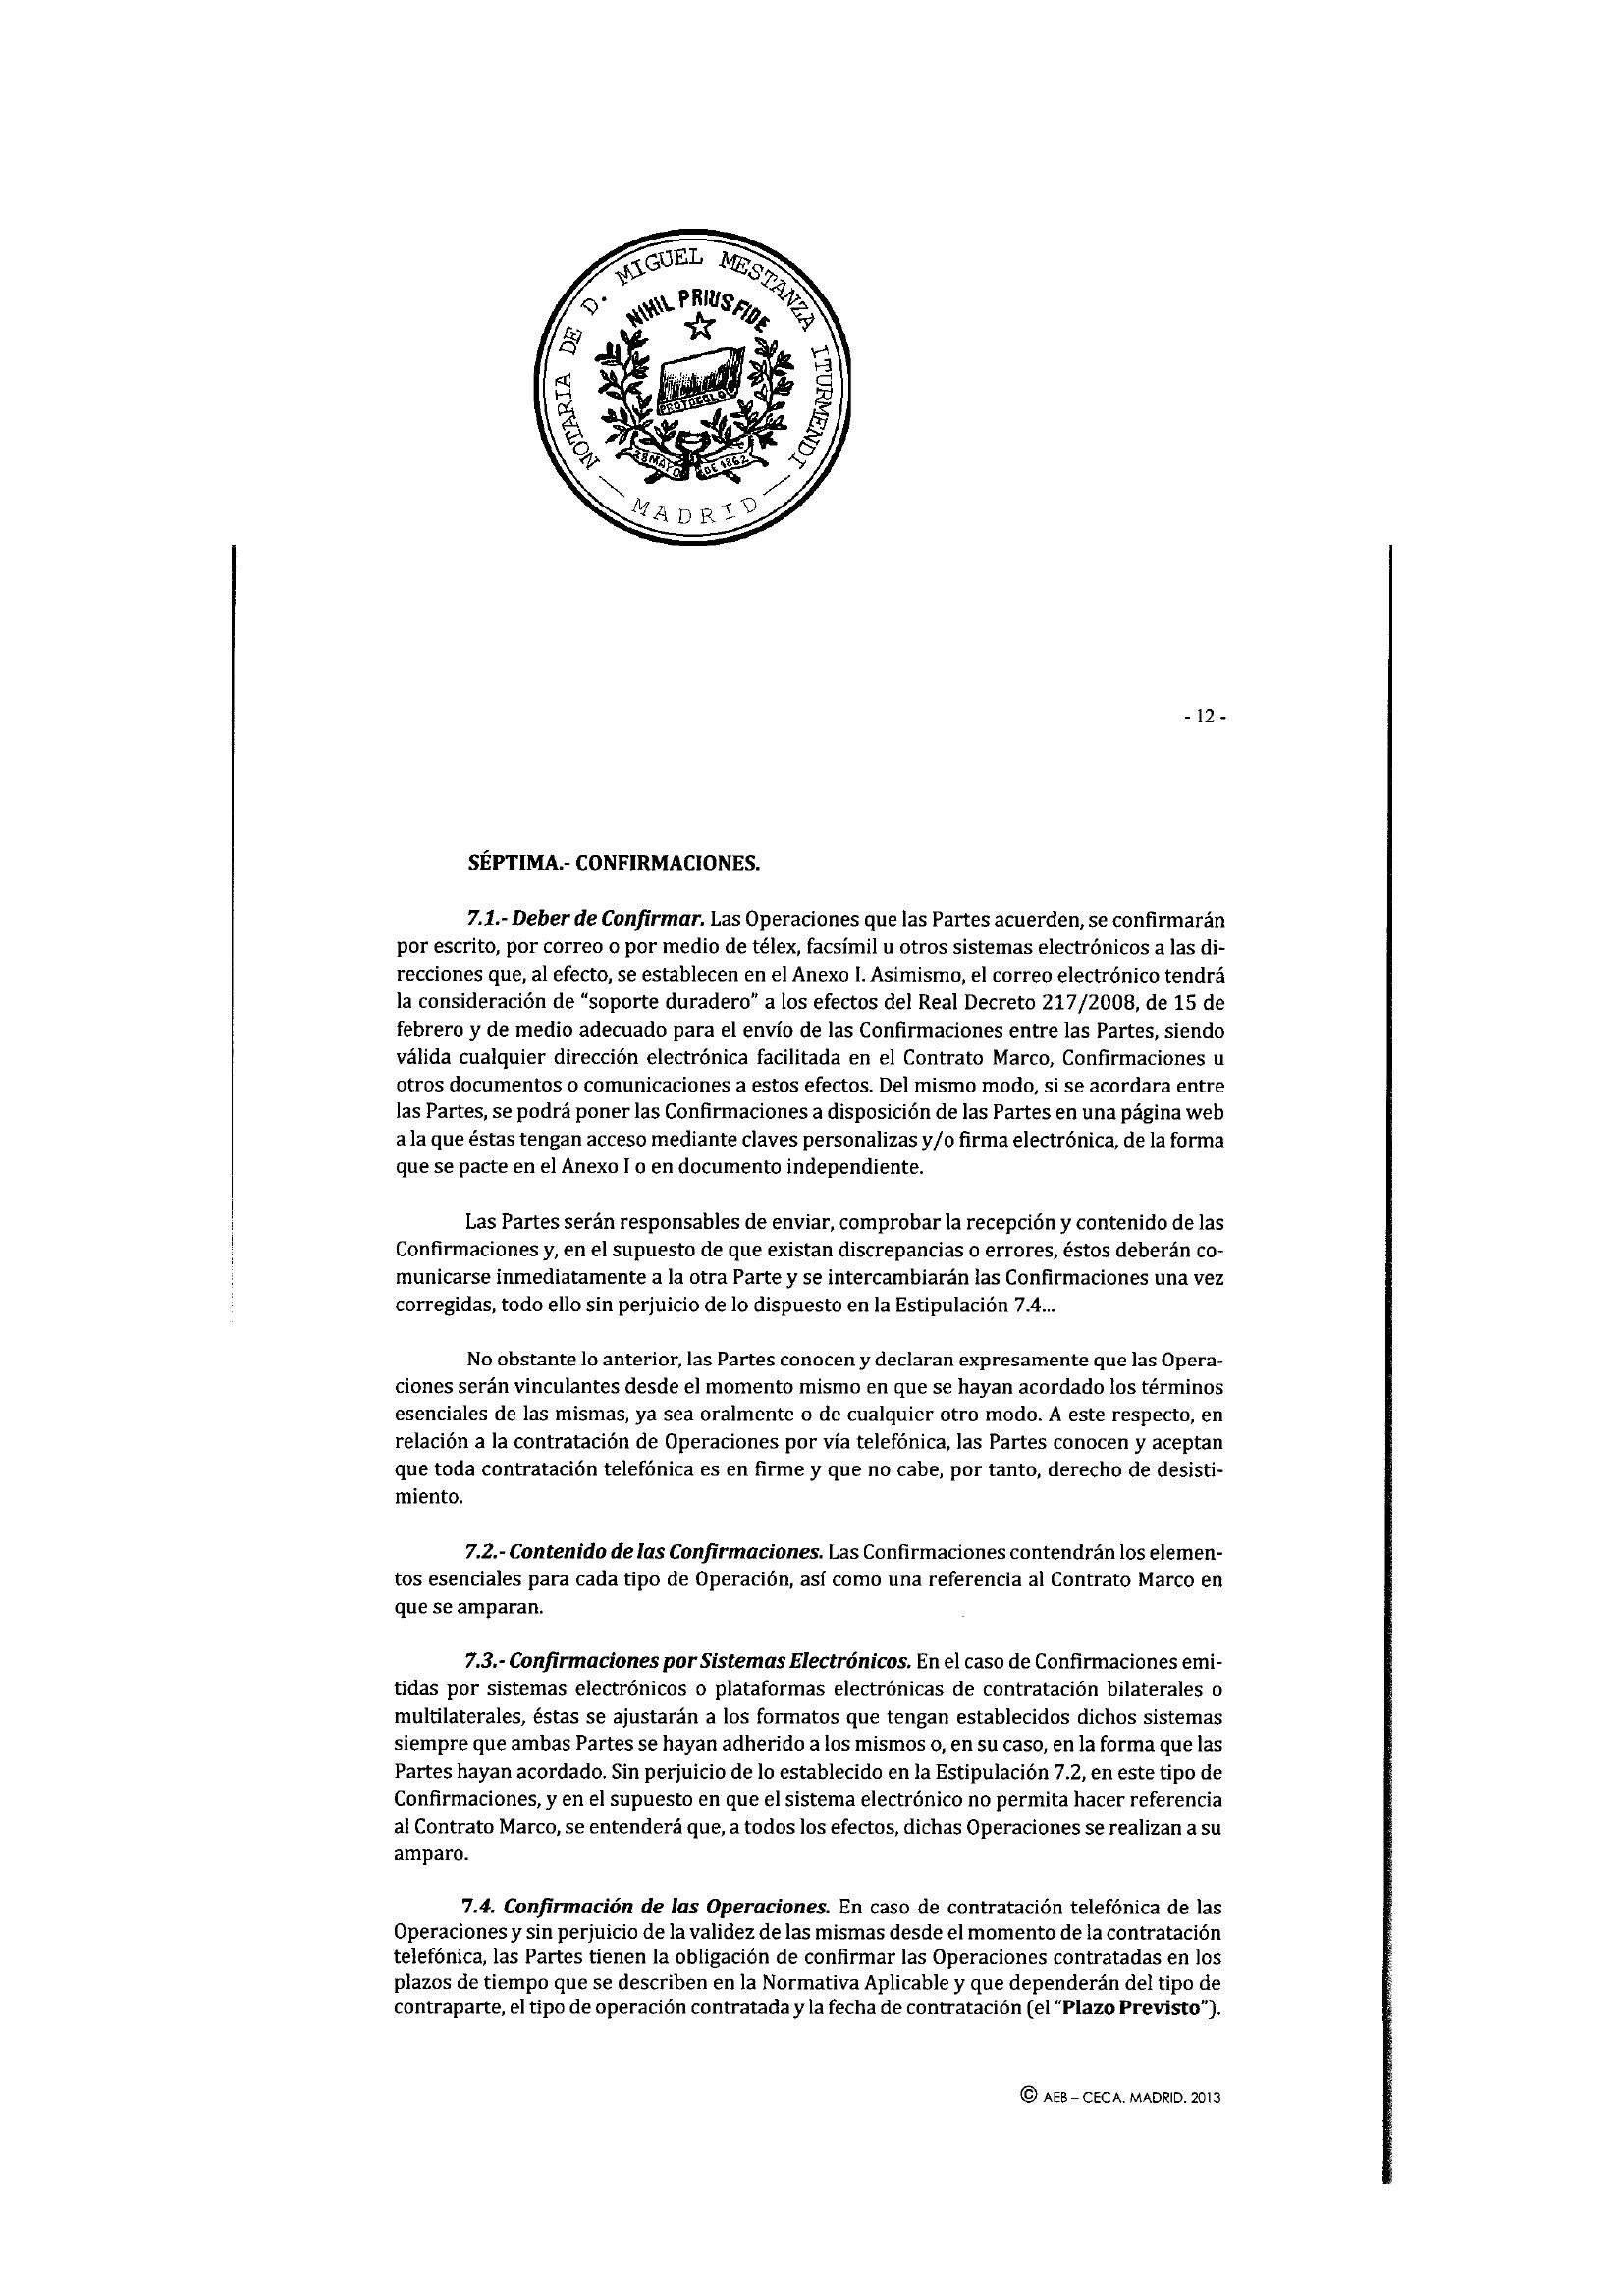 NOTARIA DE D. MIGUEL MESTANZA ITURMENDI
NIHIL PRIUS FIDE
PROTOCOLO
28 MAYO DE 1862
— MADRID —
- 12 -
SÉPTIMA.- CONFIRMACIONES.
7.1.- Deber de Confirmar. Las Operaciones que las Partes acuerden, se confirmarán
por escrito, por correo o por medio de télex, facsímil u otros sistemas electrónicos a las di-
recciones que, al efecto, se establecen en el Anexo I. Asimismo, el correo electrónico tendrá
la consideración de "soporte duradero" a los efectos del Real Decreto 217/2008, de 15 de
febrero y de medio adecuado para el envío de las Confirmaciones entre las Partes, siendo
válida cualquier dirección electrónica facilitada en el Contrato Marco, Confirmaciones u
otros documentos o comunicaciones a estos efectos. Del mismo modo, si se acordara entre
las Partes, se podrá poner las Confirmaciones a disposición de las Partes en una página web
a la que éstas tengan acceso mediante claves personalizas y/o firma electrónica, de la forma
que se pacte en el Anexo I o en documento independiente.
Las Partes serán responsables de enviar, comprobar la recepción y contenido de las
Confirmaciones y, en el supuesto de que existan discrepancias o errores, éstos deberán co-
municarse inmediatamente a la otra Parte y se intercambiarán las Confirmaciones una vez
corregidas, todo ello sin perjuicio de lo dispuesto en la Estipulación 7.4...
No obstante lo anterior, las Partes conocen y declaran expresamente que las Opera-
ciones serán vinculantes desde el momento mismo en que se hayan acordado los términos
esenciales de las mismas, ya sea oralmente o de cualquier otro modo. A este respecto, en
relación a la contratación de Operaciones por vía telefónica, las Partes conocen y aceptan
que toda contratación telefónica es en firme y que no cabe, por tanto, derecho de desisti-
miento.
7.2.- Contenido de las Confirmaciones. Las Confirmaciones contendrán los elemen-
tos esenciales para cada tipo de Operación, así como una referencia al Contrato Marco en
que se amparan.
7.3.- Confirmaciones por Sistemas Electrónicos. En el caso de Confirmaciones emi-
tidas por sistemas electrónicos o plataformas electrónicas de contratación bilaterales o
multilaterales, éstas se ajustarán a los formatos que tengan establecidos dichos sistemas
siempre que ambas Partes se hayan adherido a los mismos o, en su caso, en la forma que las
Partes hayan acordado. Sin perjuicio de lo establecido en la Estipulación 7.2, en este tipo de
Confirmaciones, y en el supuesto en que el sistema electrónico no permita hacer referencia
al Contrato Marco, se entenderá que, a todos los efectos, dichas Operaciones se realizan a su
amparo.
7.4. Confirmación de las Operaciones. En caso de contratación telefónica de las
Operaciones y sin perjuicio de la validez de las mismas desde el momento de la contratación
telefónica, las Partes tienen la obligación de confirmar las Operaciones contratadas en los
plazos de tiempo que se describen en la Normativa Aplicable y que dependerán del tipo de
contraparte, el tipo de operación contratada y la fecha de contratación (el "Plazo Previsto").
© AEB – CECA. MADRID. 2013